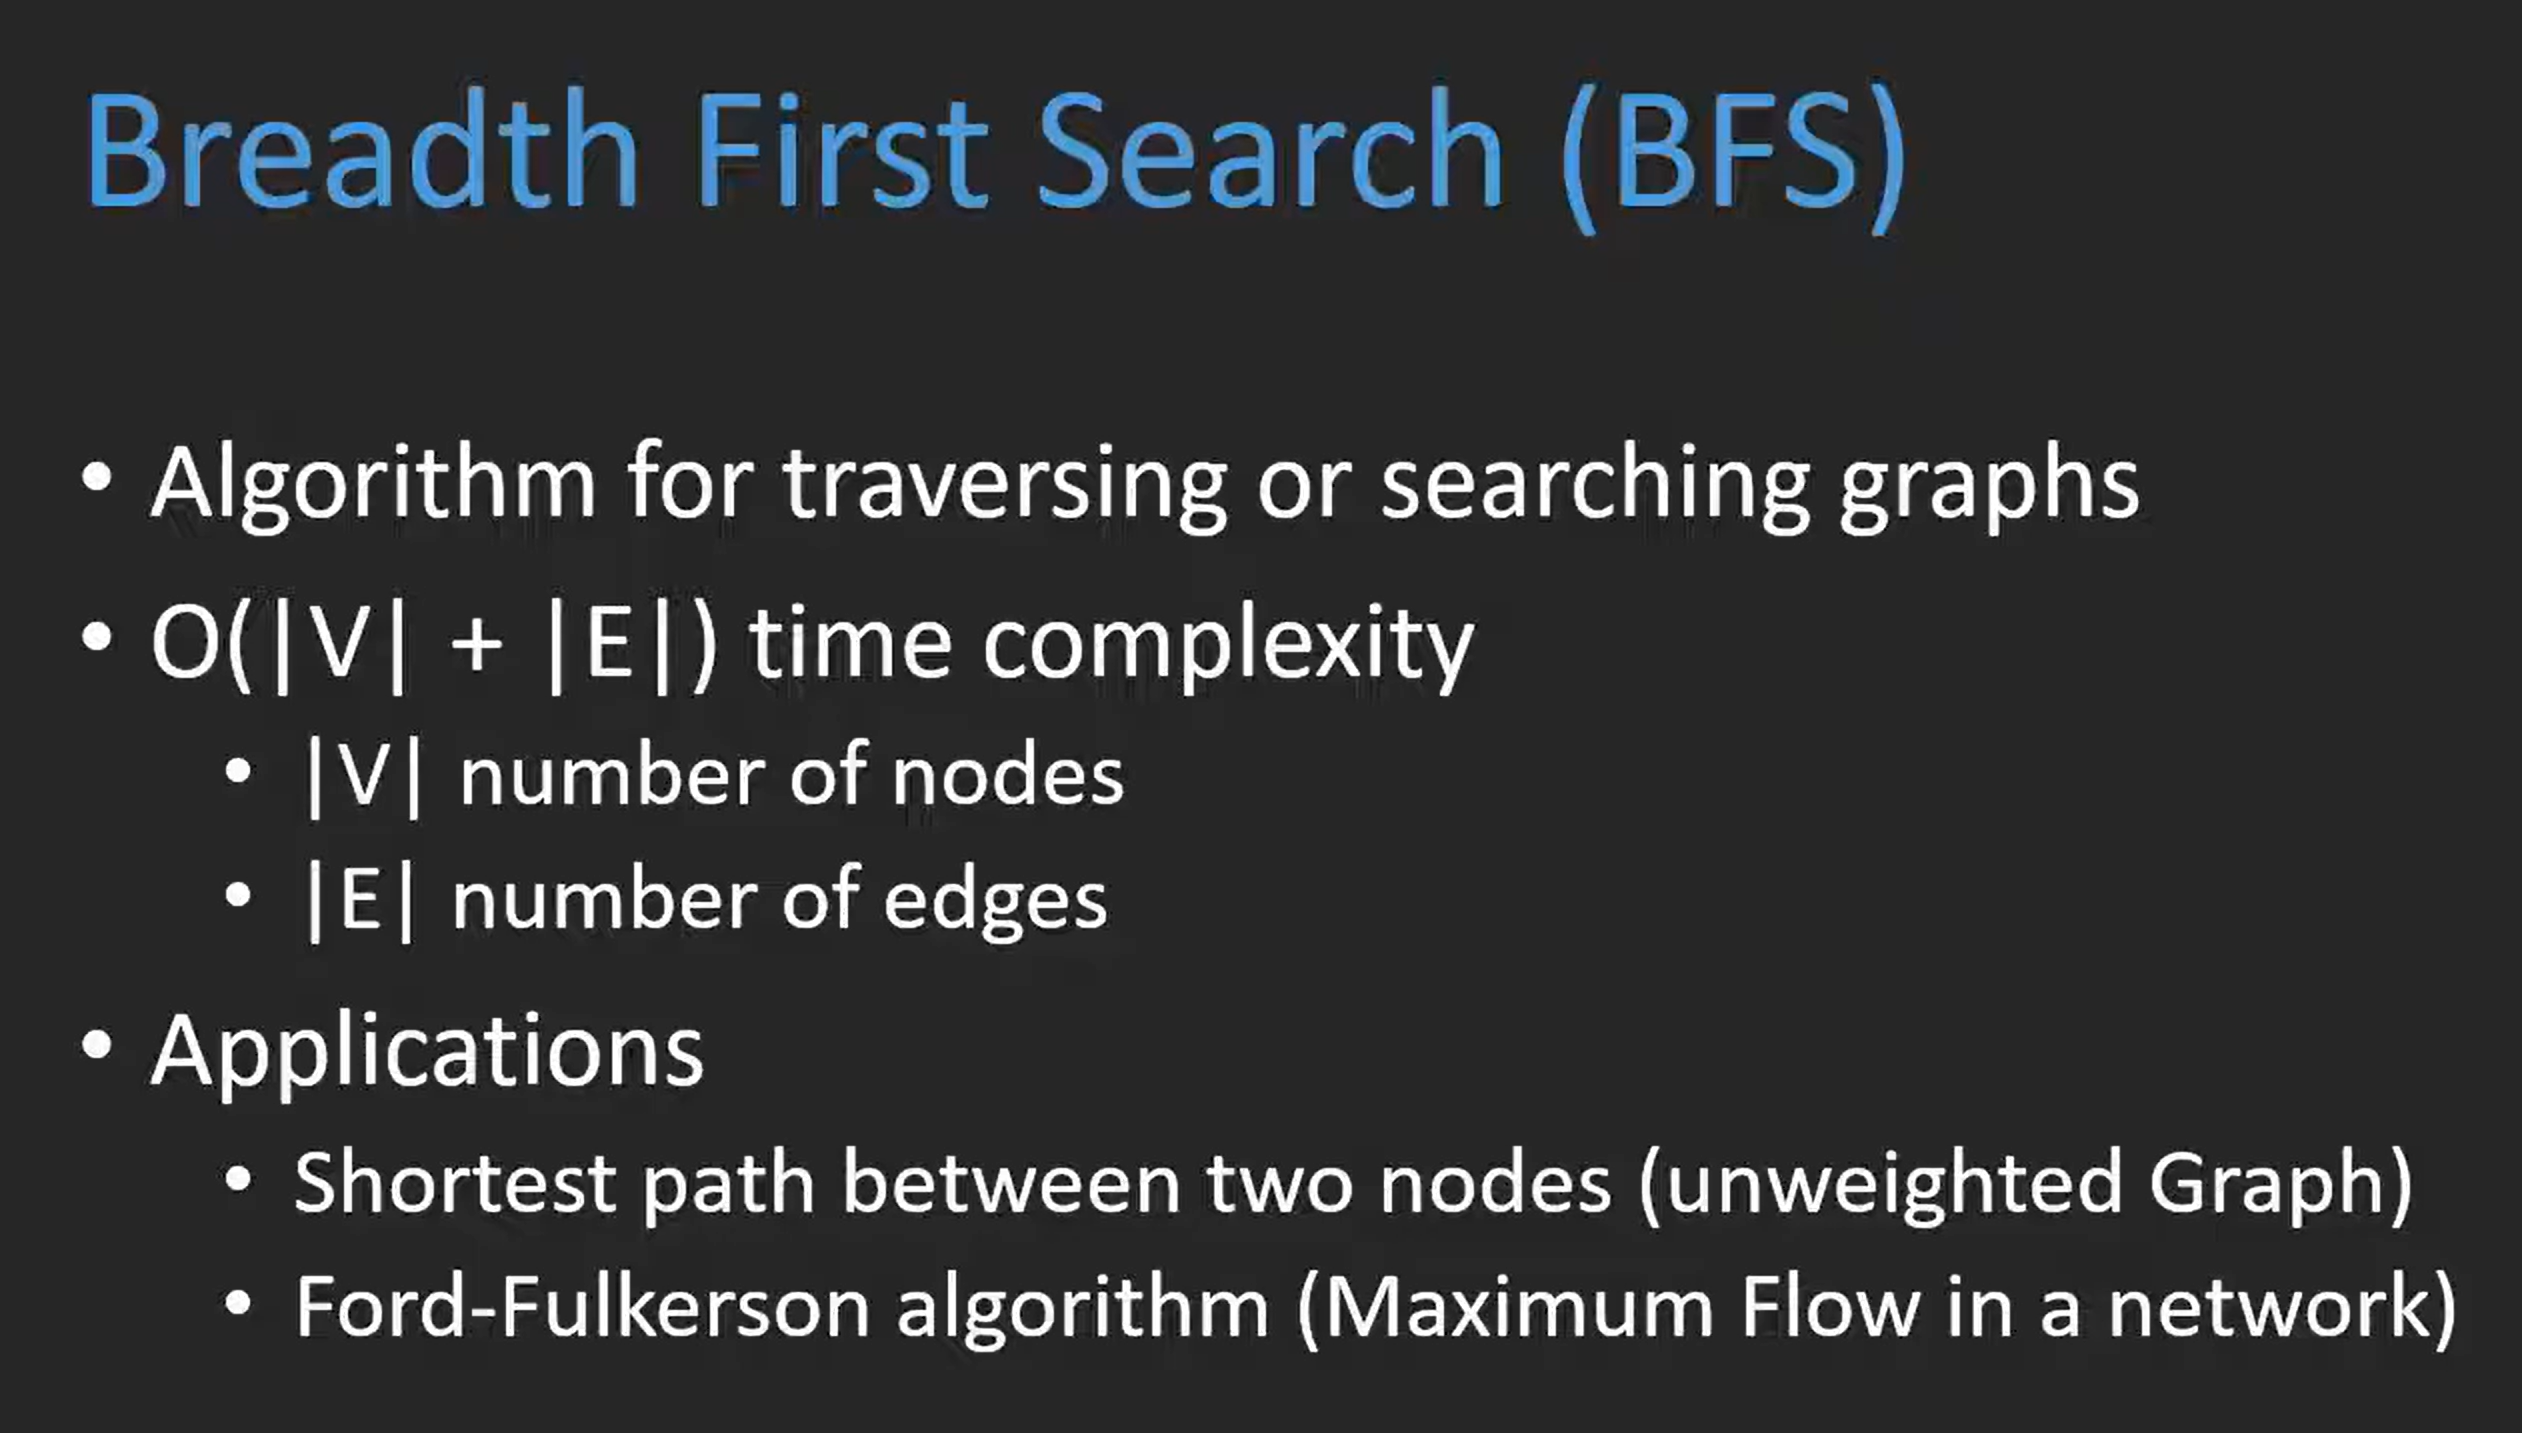 Breadth First Search (BFS)
• Algorithm for traversing or searching graphs
• O(|V| + |E|) time complexity
• |V| number of nodes
• |E| number of edges
• Applications
• Shortest path between two nodes (unweighted Graph)
• Ford-Fulkerson algorithm (Maximum Flow in a network)